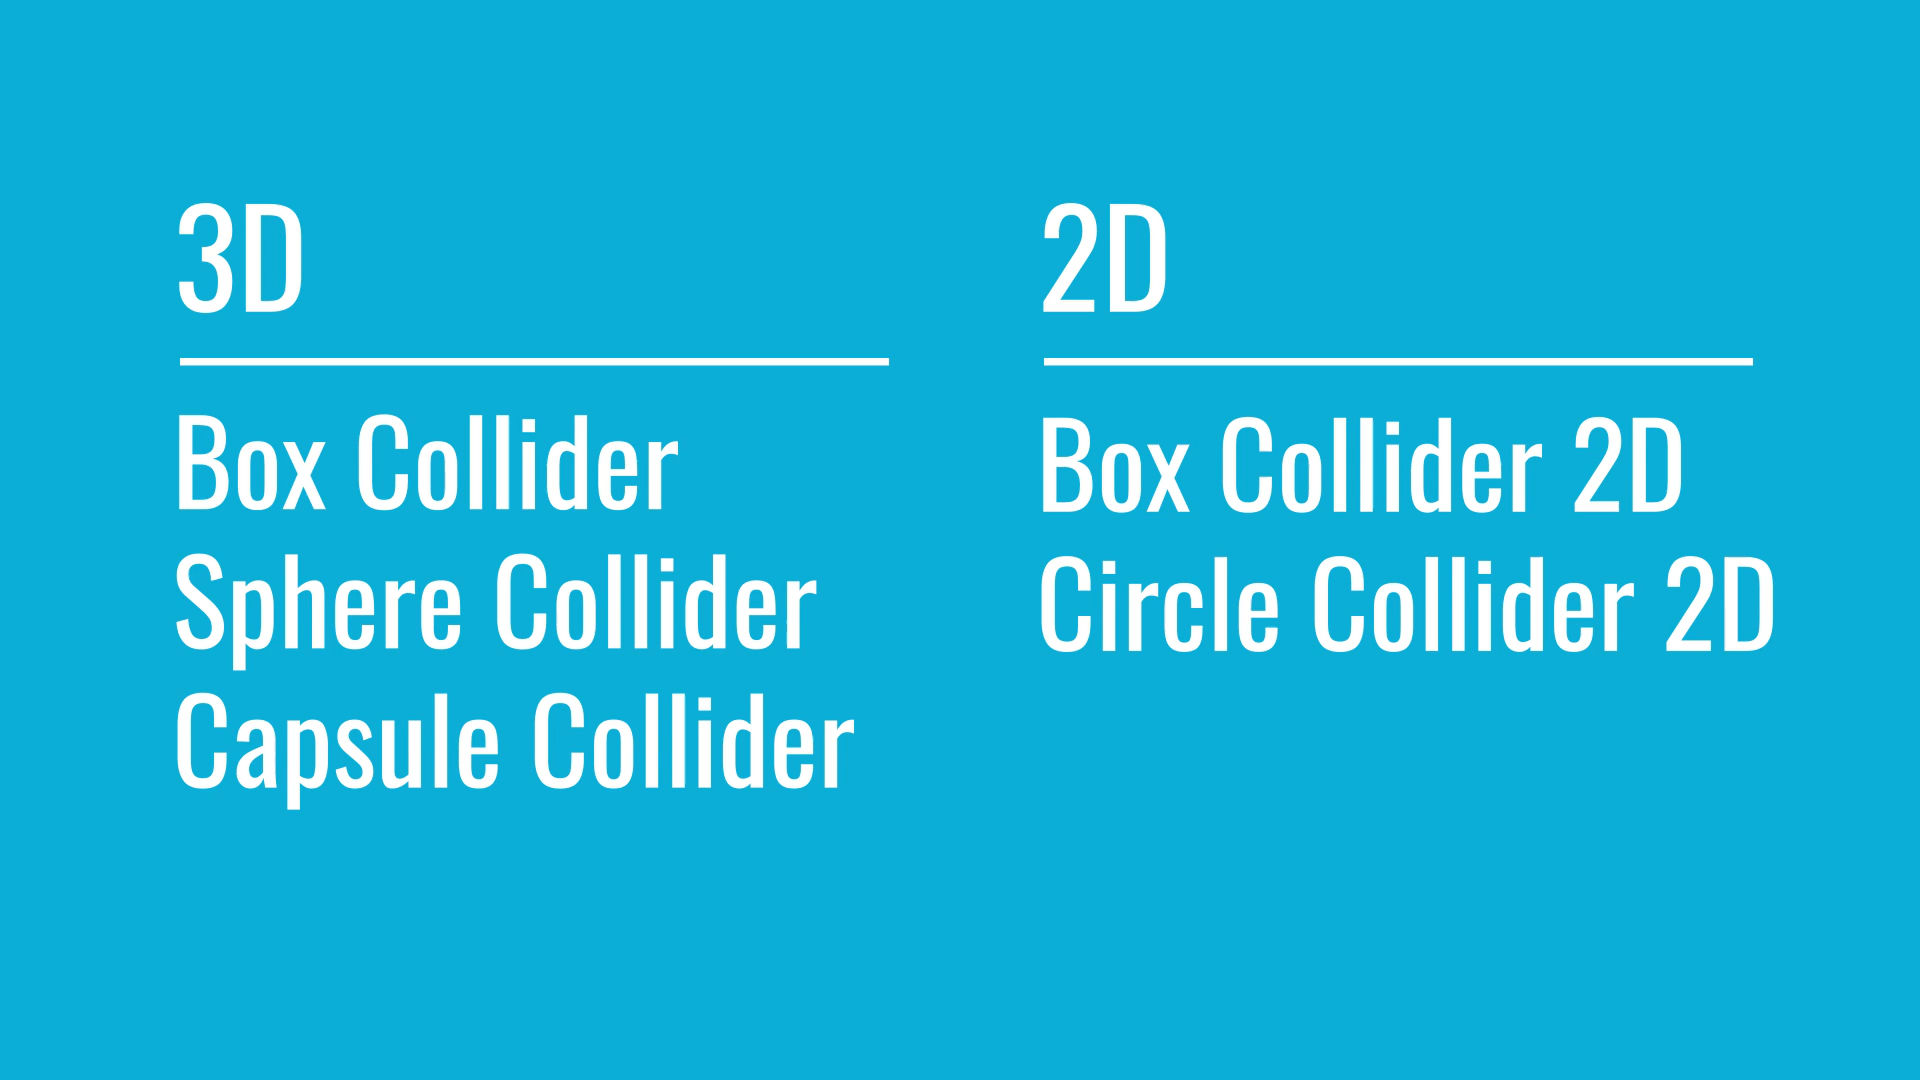 3D
Box Collider
Sphere Collider
Capsule Collider
2D
Box Collider 2D
Circle Collider 2D